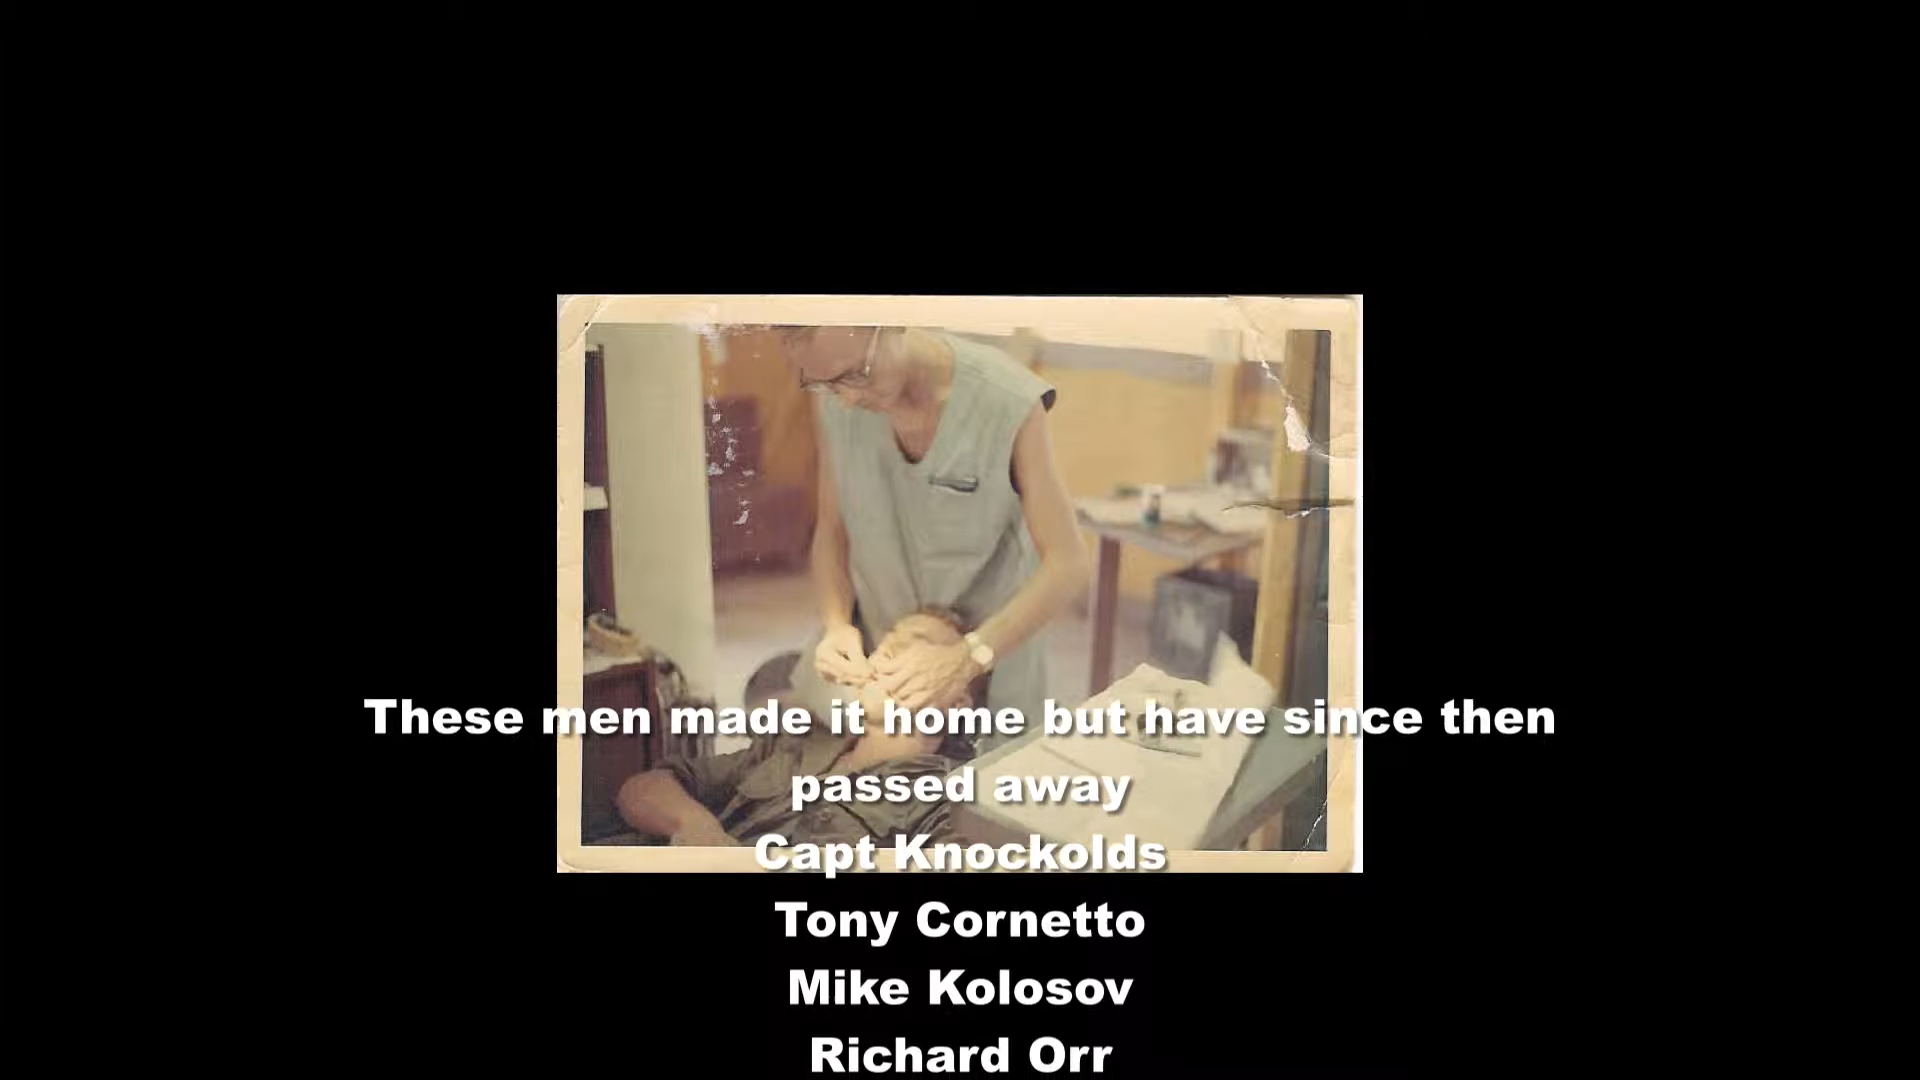 These men made it home but have since then
passed away
Capt Knockolds
Tony Cornetto
Mike Kolosov
Richard Orr